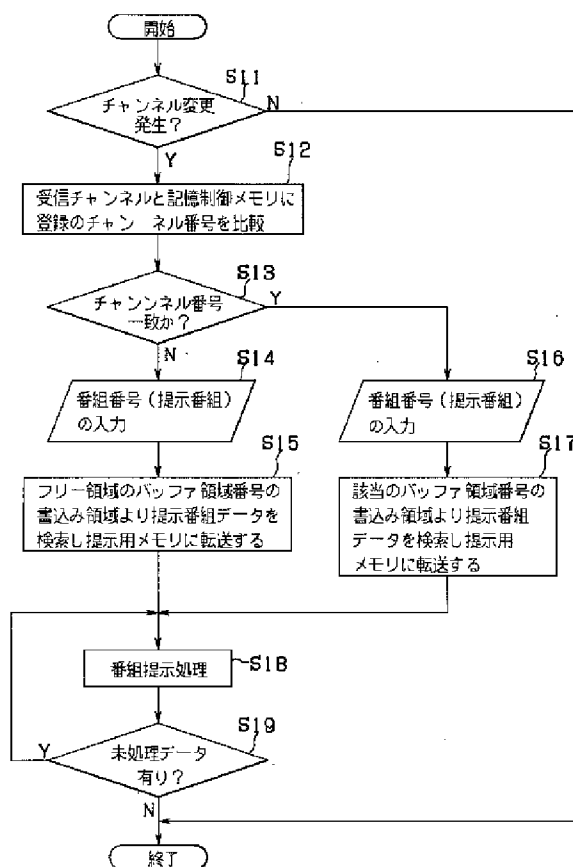 開始
S11
チャンネル変更
発生？
N
Y
S12
受信チャンネルと記憶制御メモリに
登録のチャンネル番号を比較
S13
チャンンネル番号
一致か？
Y
N
S14
番組番号（提示番組）
の入力
S16
番組番号（提示番組）
の入力
S15
フリー領域のバッファ領域番号の
書込み領域より提示番組データを
検索し提示用メモリに転送する
S17
該当のバッファ領域番号の
書込み領域より提示番組
データを検索し提示用
メモリに転送する
番組提示処理
S18
S19
未処理データ
有り？
Y
N
終了